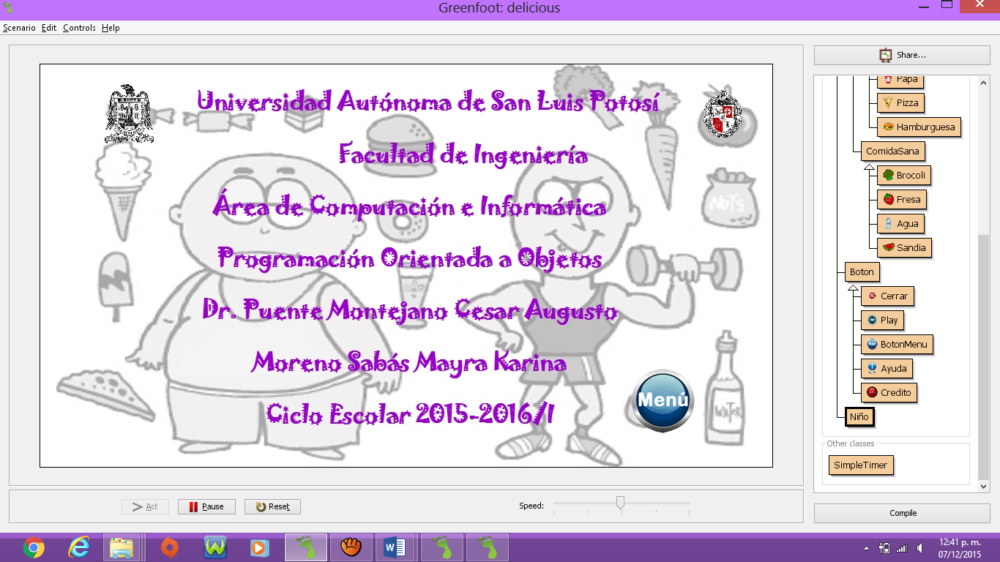 Greenfoot: delicious
Scenario Edit Controls Help
Universidad Autónoma de San Luis Potosí
Facultad de Ingeniería
Área de Computación e Informática
Programación Orientada a Objetos
Dr. Puente Montejano Cesar Augusto
Moreno Sabás Mayra Karina
Ciclo Escolar 2015-2016/I
NUTS
WATER
Menú
Share...
Papa
Pizza
Hamburguesa
ComidaSana
Brocoli
Fresa
Agua
Sandia
Boton
Cerrar
Play
BotonMenu
Ayuda
Credito
Niño
Other classes
SimpleTimer
Act Pause Reset Speed:
Compile
12:41 p. m.
07/12/2015